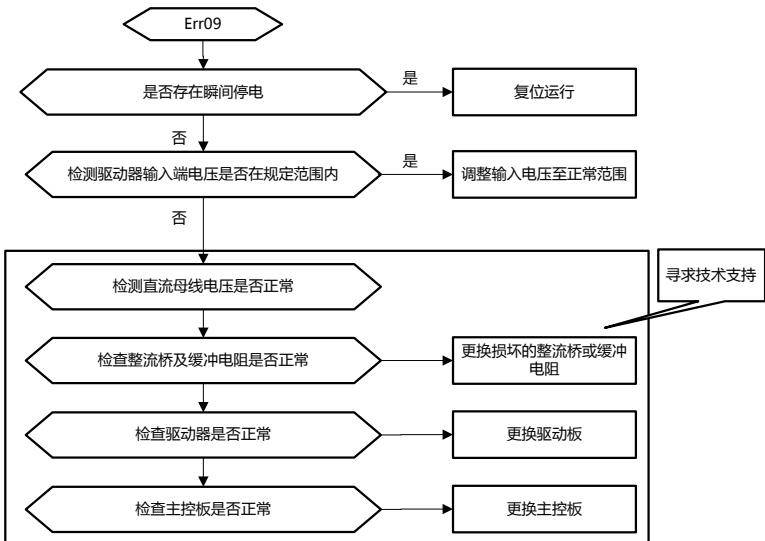 Err09
是否存在瞬间停电
是
复位运行
否
检测驱动器输入端电压是否在规定范围内
是
调整输入电压至正常范围
否
寻求技术支持
检测直流母线电压是否正常
检查整流桥及缓冲电阻是否正常
更换损坏的整流桥或缓冲
电阻
检查驱动器是否正常
更换驱动板
检查主控板是否正常
更换主控板